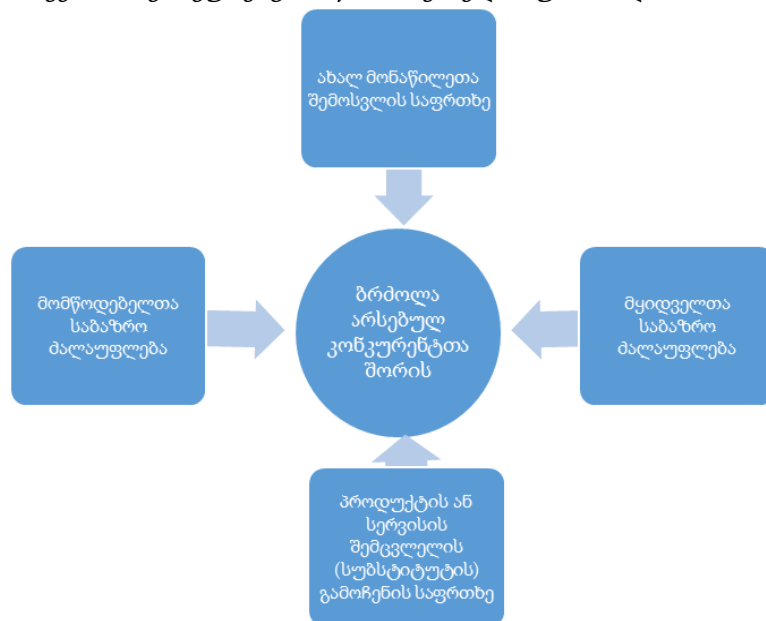 ახალ მონაწილეთა
შემოსვლის საფრთხე
მომწოდებელთა
საბაზრო
ძალაუფლება
ბრძოლა
არსებულ
კონკურენტთა
შორის
მყიდველთა
საბაზრო
ძალაუფლება
პროდუქტის ან
სერვისის
შემცვლელის
(სუბსტიტუტის)
გამოჩენის საფრთხე